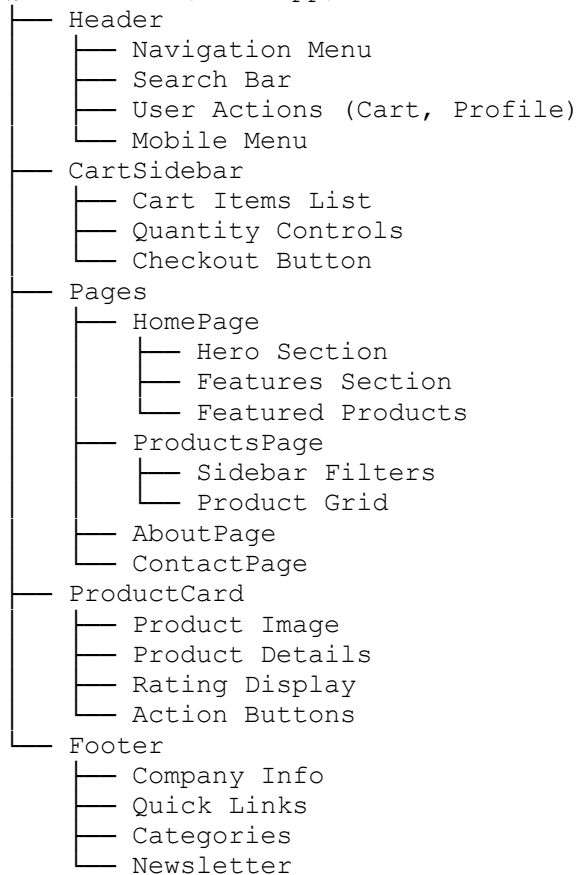 ├── Header
│   ├── Navigation Menu
│   ├── Search Bar
│   ├── User Actions (Cart, Profile)
│   └── Mobile Menu
├── CartSidebar
│   ├── Cart Items List
│   ├── Quantity Controls
│   └── Checkout Button
├── Pages
│   ├── HomePage
│   │   ├── Hero Section
│   │   ├── Features Section
│   │   └── Featured Products
│   ├── ProductsPage
│   │   ├── Sidebar Filters
│   │   └── Product Grid
│   ├── AboutPage
│   └── ContactPage
├── ProductCard
│   ├── Product Image
│   ├── Product Details
│   ├── Rating Display
│   └── Action Buttons
└── Footer
    ├── Company Info
    ├── Quick Links
    ├── Categories
    └── Newsletter